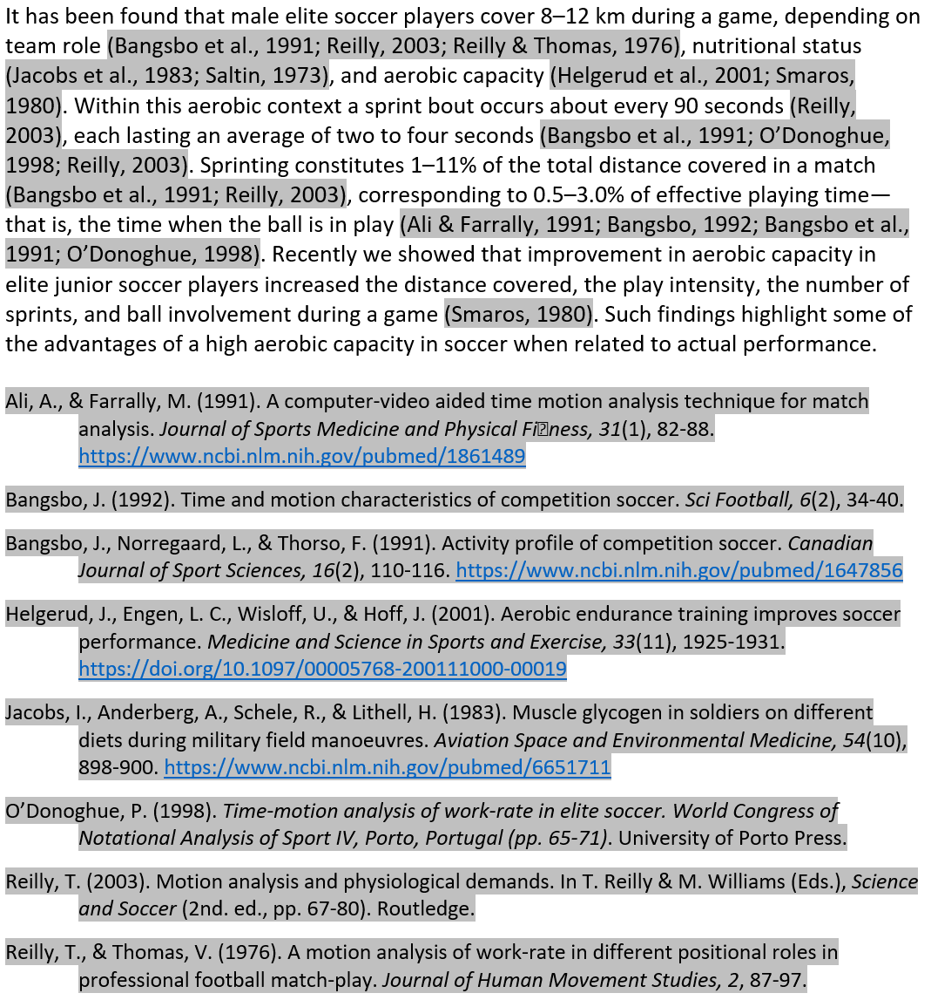 It has been found that male elite soccer players cover 8–12 km during a game, depending on
team role (Bangsbo et al., 1991; Reilly, 2003; Reilly & Thomas, 1976), nutritional status
(Jacobs et al., 1983; Saltin, 1973), and aerobic capacity (Helgerud et al., 2001; Smaros,
1980). Within this aerobic context a sprint bout occurs about every 90 seconds (Reilly,
2003), each lasting an average of two to four seconds (Bangsbo et al., 1991; O’Donoghue,
1998; Reilly, 2003). Sprinting constitutes 1–11% of the total distance covered in a match
(Bangsbo et al., 1991; Reilly, 2003), corresponding to 0.5–3.0% of effective playing time—
that is, the time when the ball is in play (Ali & Farrally, 1991; Bangsbo, 1992; Bangsbo et al.,
1991; O’Donoghue, 1998). Recently we showed that improvement in aerobic capacity in
elite junior soccer players increased the distance covered, the play intensity, the number of
sprints, and ball involvement during a game (Smaros, 1980). Such findings highlight some of
the advantages of a high aerobic capacity in soccer when related to actual performance.
Ali, A., & Farrally, M. (1991). A computer-video aided time motion analysis technique for match
analysis. Journal of Sports Medicine and Physical Fi�ness, 31(1), 82-88.
https://www.ncbi.nlm.nih.gov/pubmed/1861489
Bangsbo, J. (1992). Time and motion characteristics of competition soccer. Sci Football, 6(2), 34-40.
Bangsbo, J., Norregaard, L., & Thorso, F. (1991). Activity profile of competition soccer. Canadian
Journal of Sport Sciences, 16(2), 110-116. https://www.ncbi.nlm.nih.gov/pubmed/1647856
Helgerud, J., Engen, L. C., Wisloff, U., & Hoff, J. (2001). Aerobic endurance training improves soccer
performance. Medicine and Science in Sports and Exercise, 33(11), 1925-1931.
https://doi.org/10.1097/00005768-200111000-00019
Jacobs, I., Anderberg, A., Schele, R., & Lithell, H. (1983). Muscle glycogen in soldiers on different
diets during military field manoeuvres. Aviation Space and Environmental Medicine, 54(10),
898-900. https://www.ncbi.nlm.nih.gov/pubmed/6651711
O’Donoghue, P. (1998). Time-motion analysis of work-rate in elite soccer. World Congress of
Notational Analysis of Sport IV, Porto, Portugal (pp. 65-71). University of Porto Press.
Reilly, T. (2003). Motion analysis and physiological demands. In T. Reilly & M. Williams (Eds.), Science
and Soccer (2nd. ed., pp. 67-80). Routledge.
Reilly, T., & Thomas, V. (1976). A motion analysis of work-rate in different positional roles in
professional football match-play. Journal of Human Movement Studies, 2, 87-97.